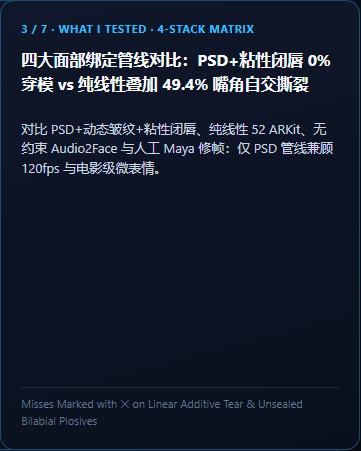 3 / 7 · WHAT I TESTED · 4-STACK MATRIX
四大面部绑定管线对比：PSD+粘性闭唇 0%
穿模 vs 纯线性叠加 49.4% 嘴角自交撕裂
对比 PSD+动态皱纹+粘性闭唇、纯线性 52 ARKit、无
约束 Audio2Face 与人工 Maya 修帧：仅 PSD 管线兼顾
120fps 与电影级微表情。
Misses Marked with ✕ on Linear Additive Tear & Unsealed
Bilabial Plosives